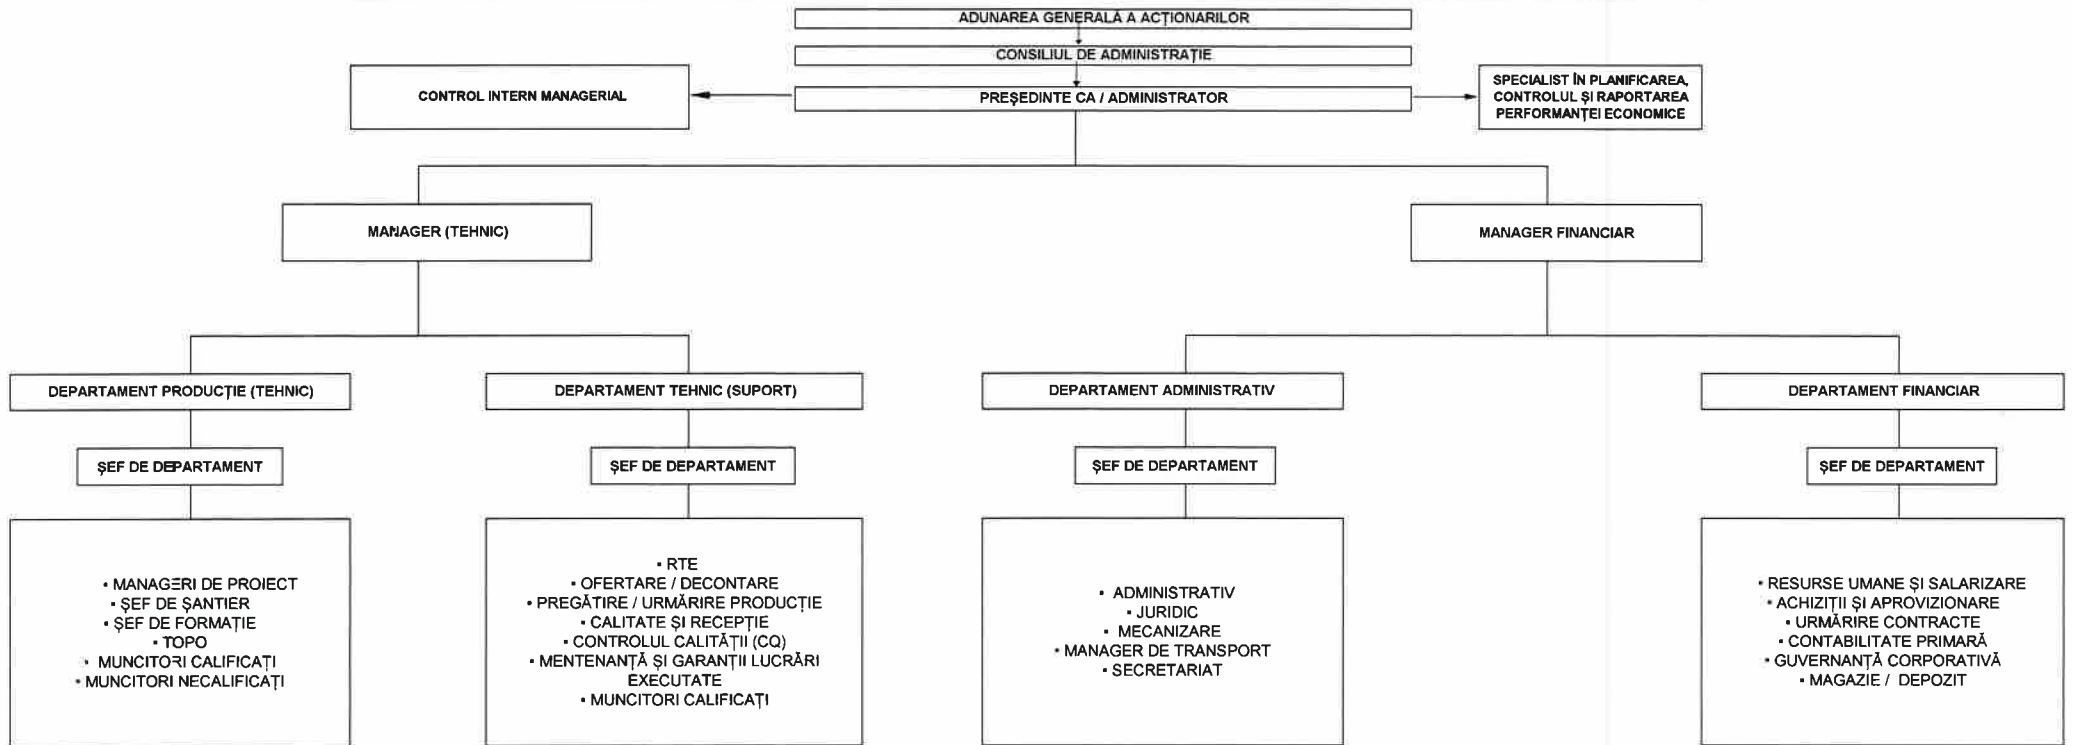 ADUNAREA GENERALĂ A ACȚIONARILOR
CONSILIUL DE ADMINISTRAȚIE
CONTROL INTERN MANAGERIAL
PREȘEDINTE CA / ADMINISTRATOR
SPECIALIST ÎN PLANIFICAREA,
CONTROLUL ȘI RAPORTAREA
PERFORMANȚEI ECONOMICE
MANAGER (TEHNIC)
MANAGER FINANCIAR
DEPARTAMENT PRODUCȚIE (TEHNIC)
DEPARTAMENT TEHNIC (SUPORT)
DEPARTAMENT ADMINISTRATIV
DEPARTAMENT FINANCIAR
ȘEF DE DEPARTAMENT
ȘEF DE DEPARTAMENT
ȘEF DE DEPARTAMENT
ȘEF DE DEPARTAMENT
▪ MANAGERI DE PROIECT
▪ ȘEF DE ȘANTIER
▪ ȘEF DE FORMAȚIE
▪ TOPO
▪ MUNCITORI CALIFICAȚI
▪ MUNCITORI NECALIFICAȚI
▪ RTE
▪ OFERTARE / DECONTARE
▪ PREGĂTIRE / URMĂRIRE PRODUCȚIE
▪ CALITATE ȘI RECEPȚIE
▪ CONTROLUL CALITĂȚII (CQ)
▪ MENTENANȚĂ ȘI GARANȚII LUCRĂRI
EXECUTATE
▪ MUNCITORI CALIFICAȚI
▪ ADMINISTRATIV
▪ JURIDIC
▪ MECANIZARE
▪ MANAGER DE TRANSPORT
▪ SECRETARIAT
▪ RESURSE UMANE ȘI SALARIZARE
▪ ACHIZIȚII ȘI APROVIZIONARE
▪ URMĂRIRE CONTRACTE
▪ CONTABILITATE PRIMARĂ
▪ GUVERNANȚĂ CORPORATIVĂ
▪ MAGAZIE / DEPOZIT